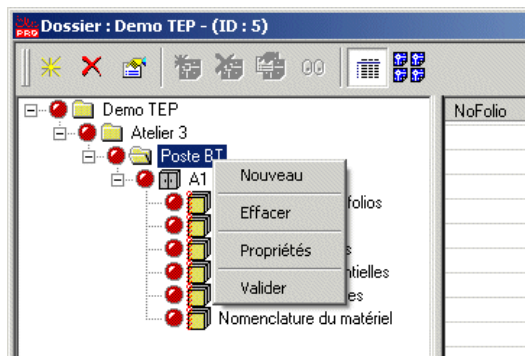 PRO Dossier : Demo TEP - (ID : 5)
NoFolio
Demo TEP
Atelier 3
Poste BT
A1
Nouveau
folios
Effacer
Propriétés
s
ntielles
Valider
es
Nomenclature du matériel